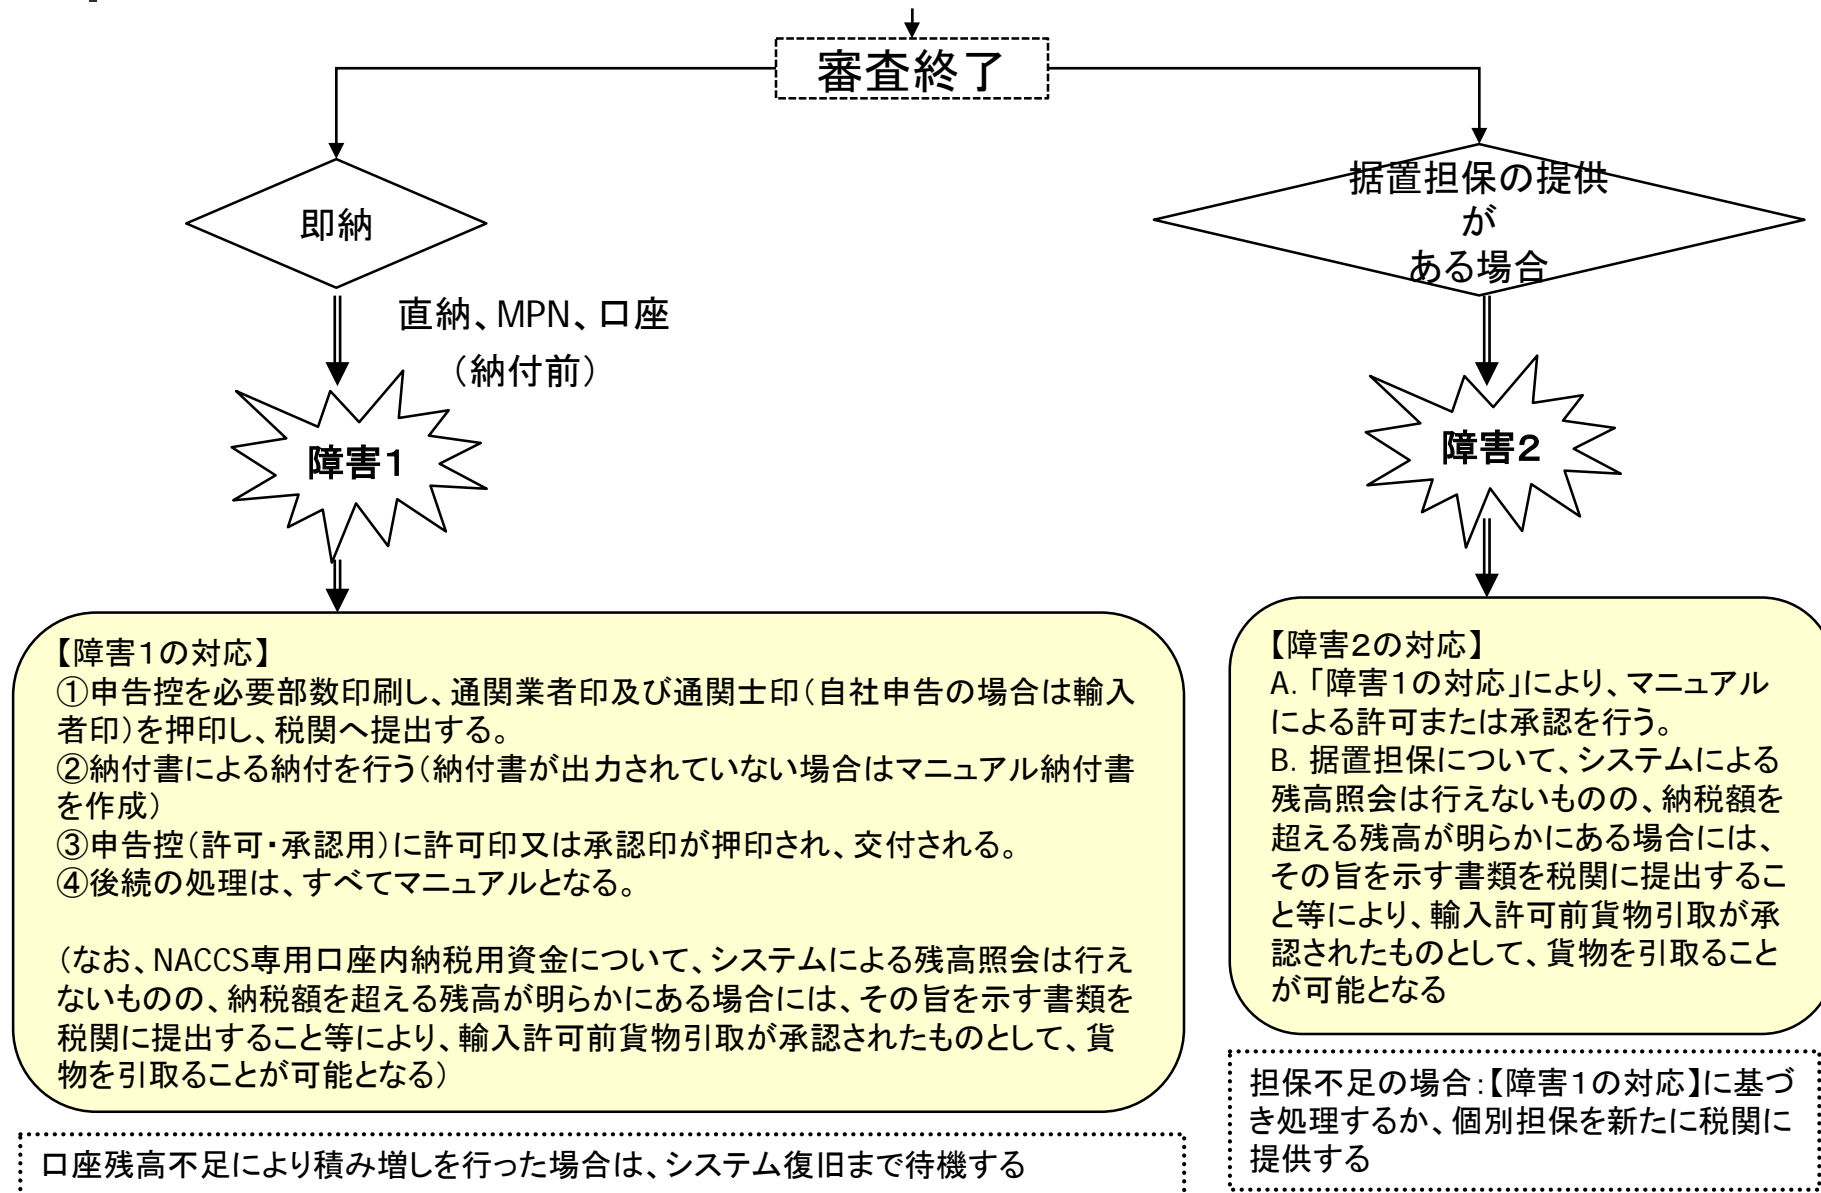 審査終了
即納
直納、MPN、口座
（納付前）
障害１
【障害１の対応】
①申告控を必要部数印刷し、通関業者印及び通関士印（自社申告の場合は輸入
者印）を押印し、税関へ提出する。
②納付書による納付を行う（納付書が出力されていない場合はマニュアル納付書
を作成）
③申告控（許可・承認用）に許可印又は承認印が押印され、交付される。
④後続の処理は、すべてマニュアルとなる。
（なお、NACCS専用口座内納税用資金について、システムによる残高照会は行え
ないものの、納税額を超える残高が明らかにある場合には、その旨を示す書類を
税関に提出すること等により、輸入許可前貨物引取が承認されたものとして、貨
物を引取ることが可能となる）
口座残高不足により積み増しを行った場合は、システム復旧まで待機する
据置担保の提供
が
ある場合
障害２
【障害２の対応】
A. 「障害１の対応」により、マニュアル
による許可または承認を行う。
B. 据置担保について、システムによる
残高照会は行えないものの、納税額を
超える残高が明らかにある場合には、
その旨を示す書類を税関に提出するこ
と等により、輸入許可前貨物引取が承
認されたものとして、貨物を引取ること
が可能となる
担保不足の場合：【障害１の対応】に基づ
き処理するか、個別担保を新たに税関に
提供する